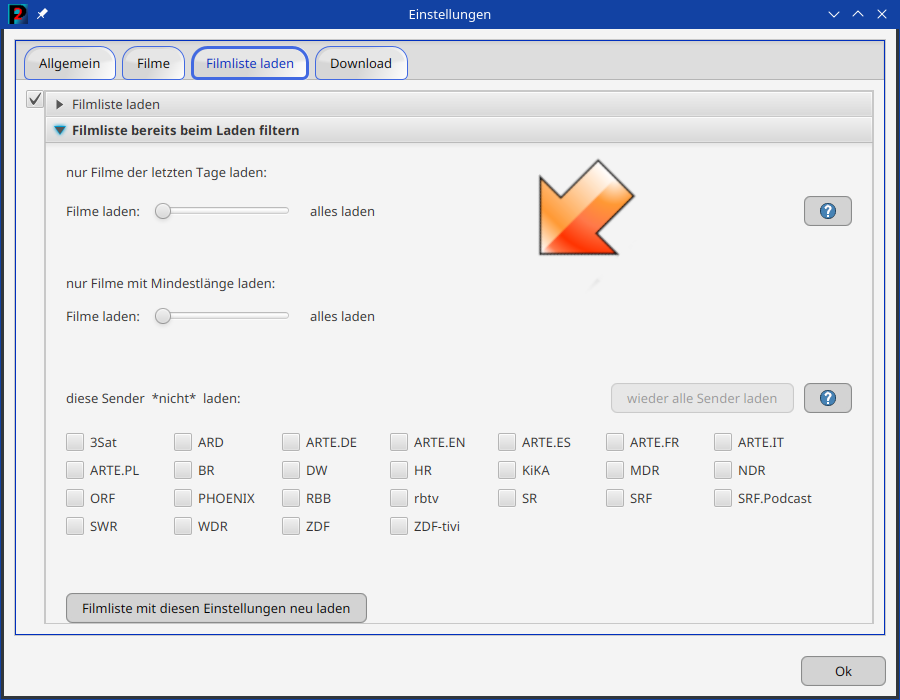 Einstellungen
Allgemein Filme Filmliste laden Download
Filmliste laden
Filmliste bereits beim Laden filtern
nur Filme der letzten Tage laden:
Filme laden: alles laden ?
nur Filme mit Mindestlänge laden:
Filme laden: alles laden
diese Sender *nicht* laden: wieder alle Sender laden ?
3Sat ARD ARTE.DE ARTE.EN ARTE.ES ARTE.FR ARTE.IT
ARTE.PL BR DW HR KiKA MDR NDR
ORF PHOENIX RBB rbtv SR SRF SRF.Podcast
SWR WDR ZDF ZDF-tivi
Filmliste mit diesen Einstellungen neu laden
Ok